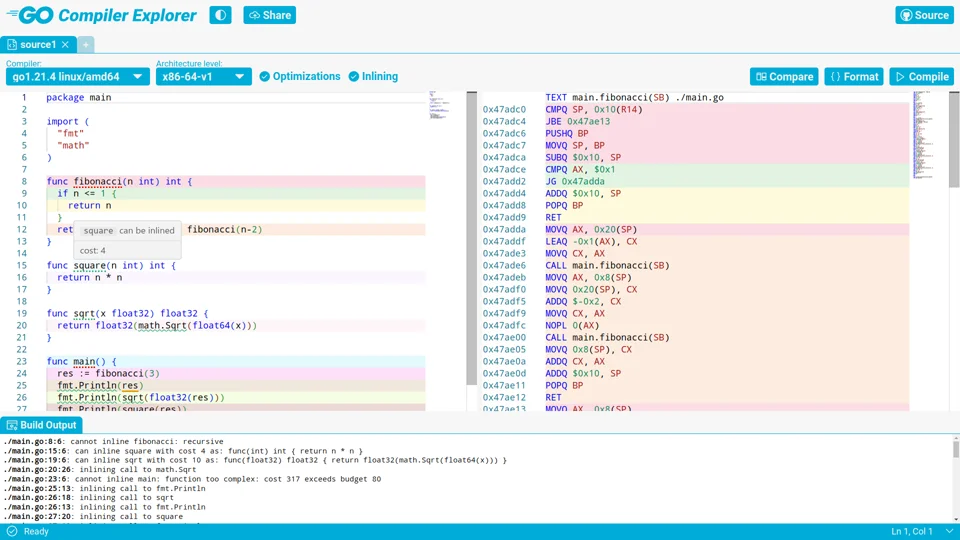 GO Compiler Explorer
Share
Source
source1
Compiler:
Architecture level:
go1.21.4 linux/amd64
x86-64-v1
Optimizations
Inlining
Compare
{ } Format
Compile
1 package main
2
3 import (
4 "fmt"
5 "math"
6 )
7
8 func fibonacci(n int) int {
9 if n <= 1 {
10 return n
11 }
12 ret fibonacci(n-2)
square can be inlined
cost: 4
13 }
14
15 func square(n int) int {
16 return n * n
17 }
18
19 func sqrt(x float32) float32 {
20 return float32(math.Sqrt(float64(x)))
21 }
22
23 func main() {
24 res := fibonacci(3)
25 fmt.Println(res)
26 fmt.Println(sqrt(float32(res)))
27 fmt.Println(square(res))
TEXT main.fibonacci(SB) ./main.go
0x47adc0 CMPQ SP, 0x10(R14)
0x47adc4 JBE 0x47ae13
0x47adc6 PUSHQ BP
0x47adc7 MOVQ SP, BP
0x47adca SUBQ $0x10, SP
0x47adce CMPQ AX, $0x1
0x47add2 JG 0x47adda
0x47add4 ADDQ $0x10, SP
0x47add8 POPQ BP
0x47add9 RET
0x47adda MOVQ AX, 0x20(SP)
0x47addf LEAQ -0x1(AX), CX
0x47ade3 MOVQ CX, AX
0x47ade6 CALL main.fibonacci(SB)
0x47adeb MOVQ AX, 0x8(SP)
0x47adf0 MOVQ 0x20(SP), CX
0x47adf5 ADDQ $-0x2, CX
0x47adf9 MOVQ CX, AX
0x47adfc NOPL 0(AX)
0x47ae00 CALL main.fibonacci(SB)
0x47ae05 MOVQ 0x8(SP), CX
0x47ae0a ADDQ CX, AX
0x47ae0d ADDQ $0x10, SP
0x47ae11 POPQ BP
0x47ae12 RET
0x47ae13 MOVQ AX, 0x8(SP)
Build Output
./main.go:8:6: cannot inline fibonacci: recursive
./main.go:15:6: can inline square with cost 4 as: func(int) int { return n * n }
./main.go:19:6: can inline sqrt with cost 10 as: func(float32) float32 { return float32(math.Sqrt(float64(x))) }
./main.go:20:26: inlining call to math.Sqrt
./main.go:23:6: cannot inline main: function too complex: cost 317 exceeds budget 80
./main.go:25:13: inlining call to fmt.Println
./main.go:26:18: inlining call to sqrt
./main.go:26:13: inlining call to fmt.Println
./main.go:27:20: inlining call to square
Ready
Ln 1, Col 1